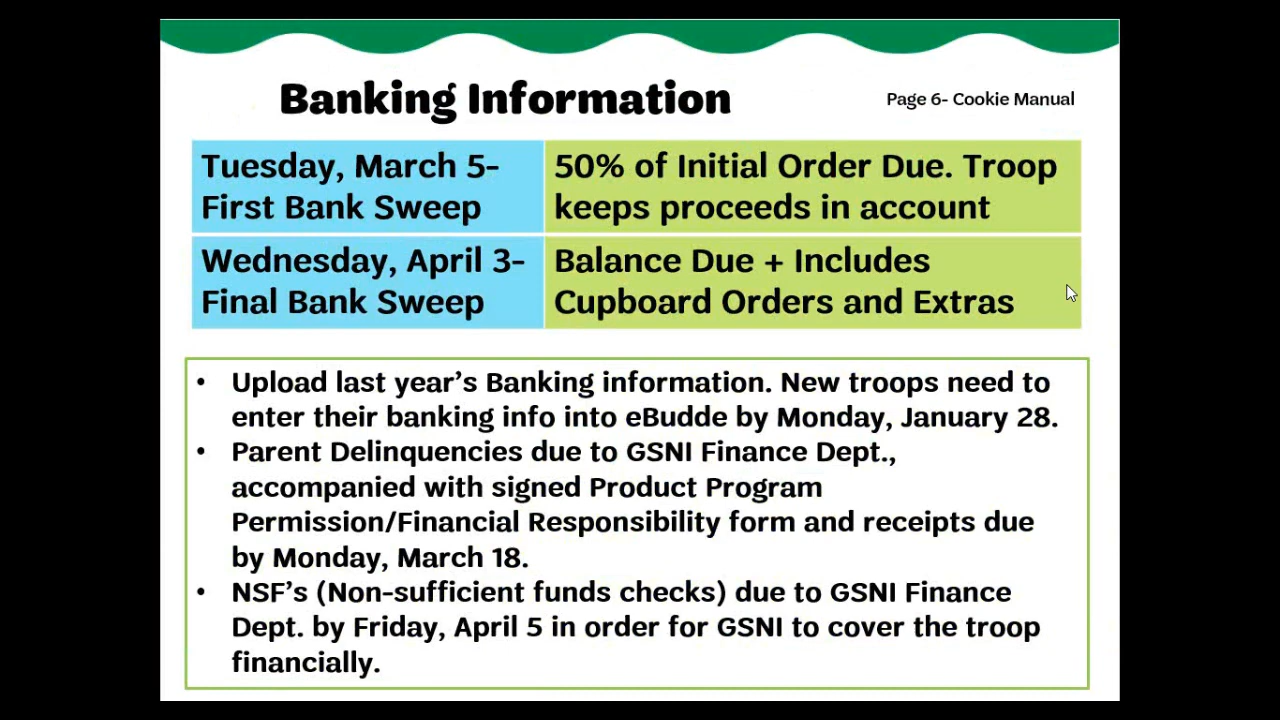 Banking Information
Page 6- Cookie Manual
Tuesday, March 5-
First Bank Sweep
50% of Initial Order Due. Troop
keeps proceeds in account
Wednesday, April 3-
Final Bank Sweep
Balance Due + Includes
Cupboard Orders and Extras
• Upload last year’s Banking information. New troops need to
enter their banking info into eBudde by Monday, January 28.
• Parent Delinquencies due to GSNI Finance Dept.,
accompanied with signed Product Program
Permission/Financial Responsibility form and receipts due
by Monday, March 18.
• NSF’s (Non-sufficient funds checks) due to GSNI Finance
Dept. by Friday, April 5 in order for GSNI to cover the troop
financially.